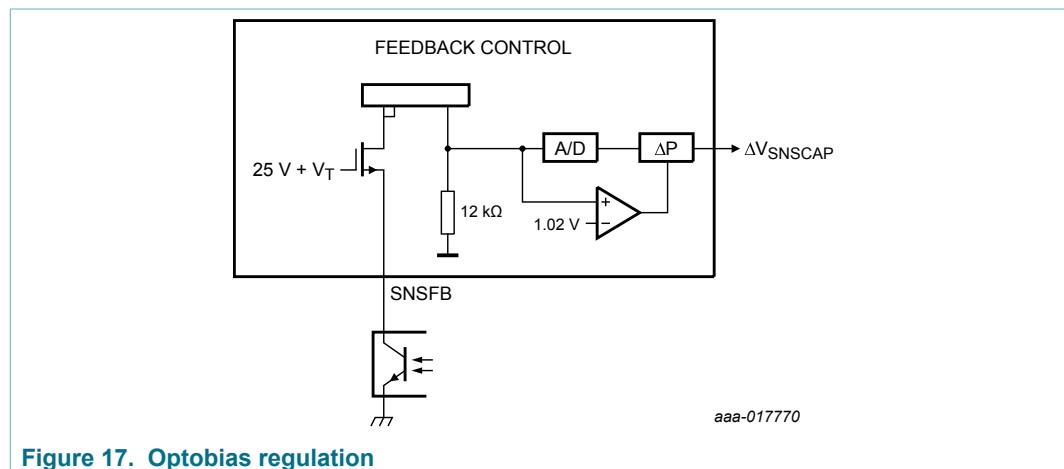 FEEDBACK CONTROL
25 V + VT
12 kΩ
A/D
ΔP
ΔVSNSCAP
+
1.02 V
−
SNSFB
aaa-017770
Figure 17. Optobias regulation